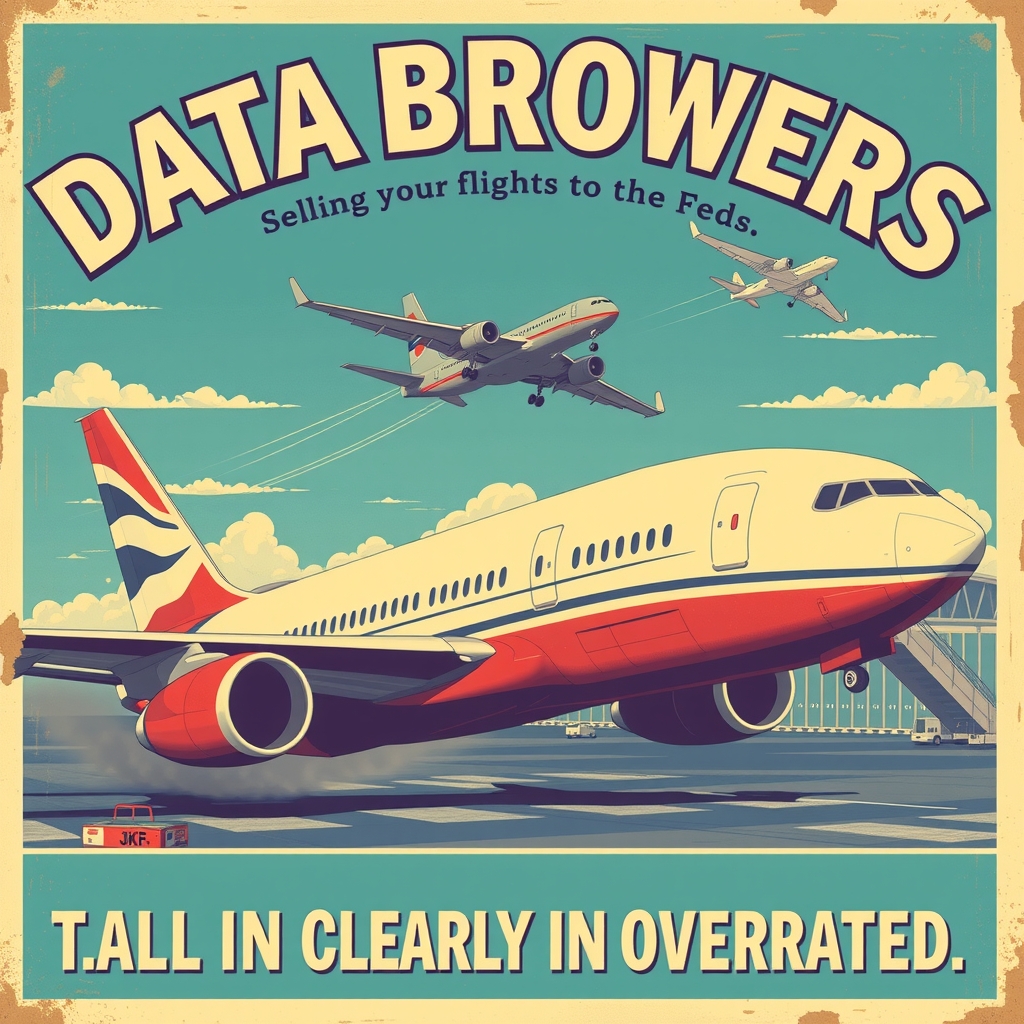 DATA BROWERS
Selling your flights to the Feds.
JKF.
T.ALL IN CLEARLY IN OVERRATED.